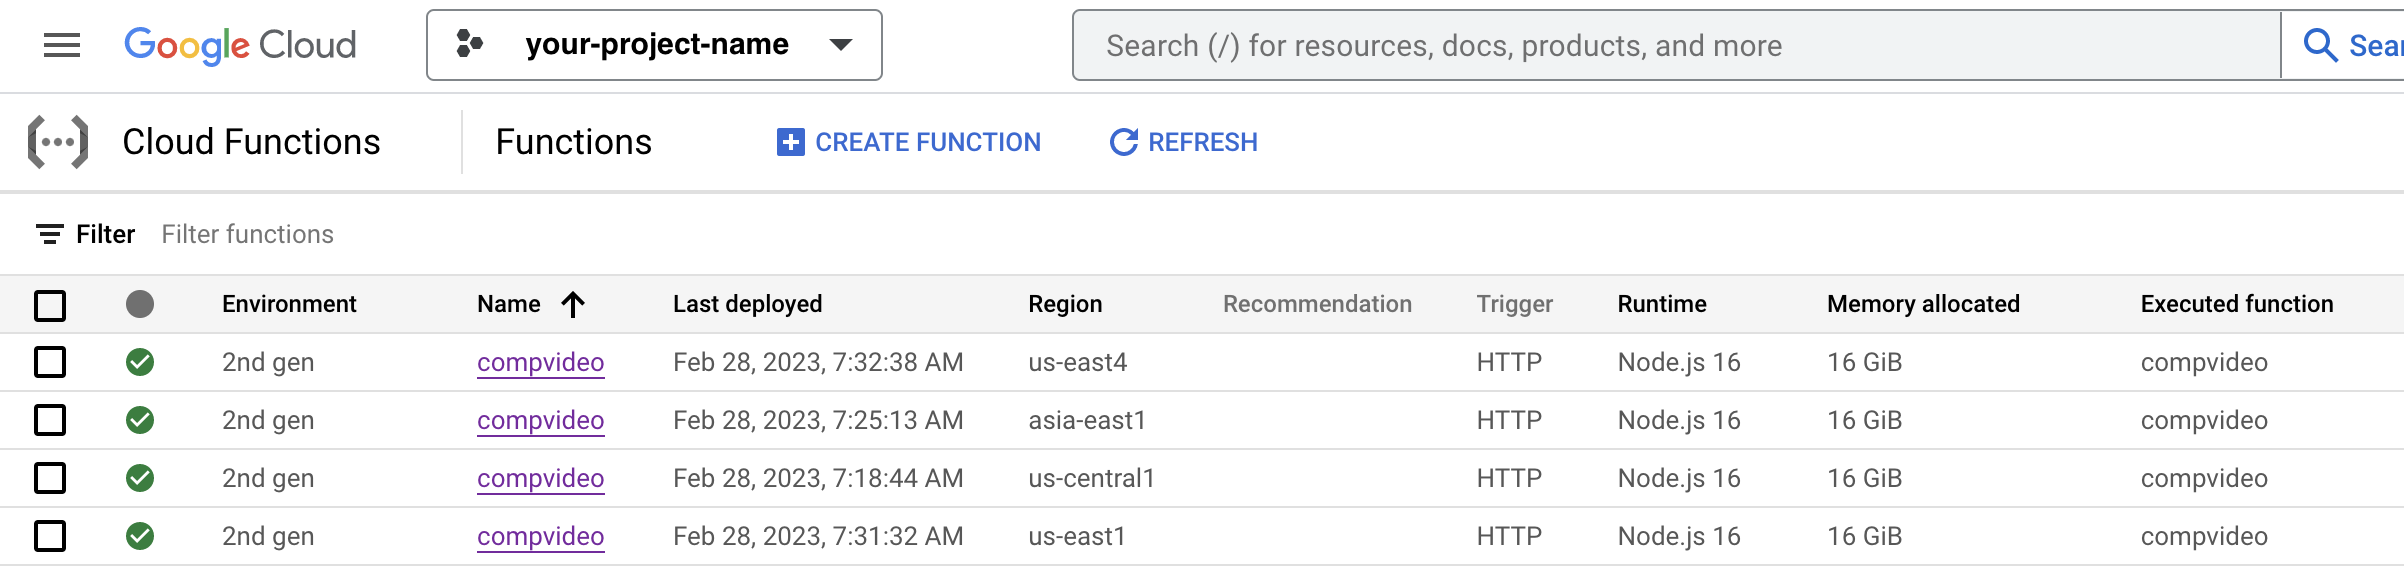 Google Cloud your-project-name Search (/) for resources, docs, products, and more
Cloud Functions Functions CREATE FUNCTION REFRESH
Filter Filter functions
Environment Name Last deployed Region Recommendation Trigger Runtime Memory allocated Executed function
2nd gen compvideo Feb 28, 2023, 7:32:38 AM us-east4 HTTP Node.js 16 16 GiB compvideo
2nd gen compvideo Feb 28, 2023, 7:25:13 AM asia-east1 HTTP Node.js 16 16 GiB compvideo
2nd gen compvideo Feb 28, 2023, 7:18:44 AM us-central1 HTTP Node.js 16 16 GiB compvideo
2nd gen compvideo Feb 28, 2023, 7:31:32 AM us-east1 HTTP Node.js 16 16 GiB compvideo